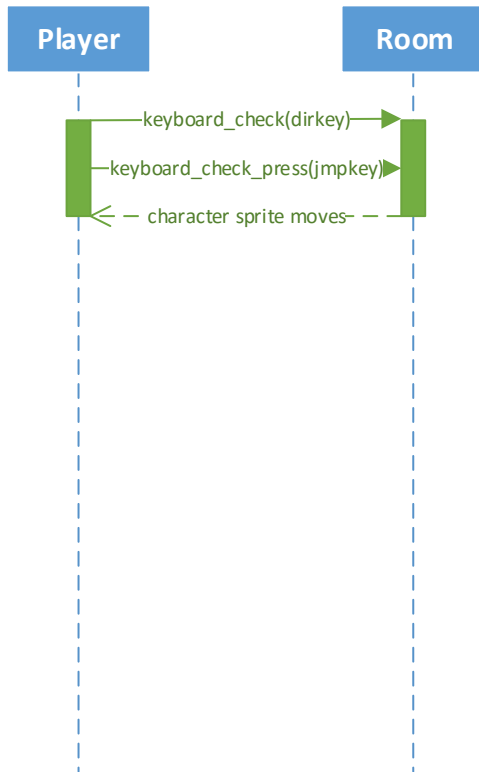 Player
Room
keyboard_check(dirkey)
keyboard_check_press(jmpkey)
character sprite moves